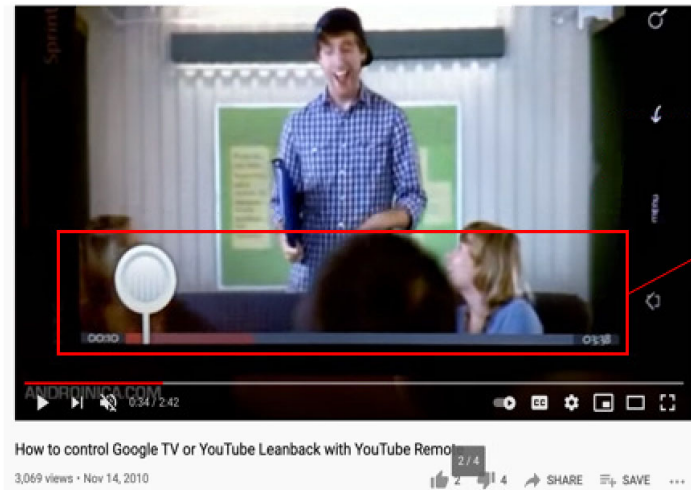 Sprint
menu
00:10
03:38
ANDROINICA.COM
0:34 / 2:42
CC
How to control Google TV or YouTube Leanback with YouTube Remote
2 / 4
3,069 views • Nov 14, 2010
2
4
SHARE
SAVE